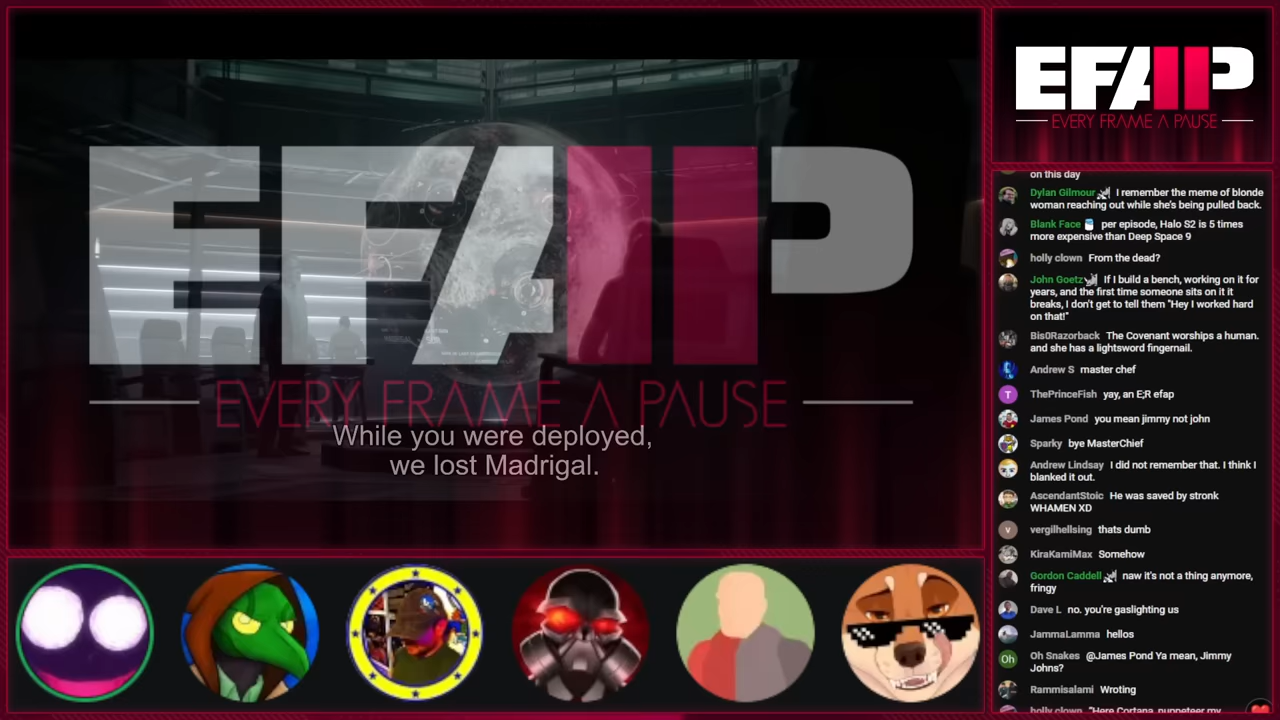 EFAP
EVERY FRAME A PAUSE
While you were deployed,
we lost Madrigal.
EFAP
EVERY FRAME A PAUSE
on this day
Dylan Gilmour I remember the meme of blonde
woman reaching out while she's being pulled back.
Blank Face per episode, Halo S2 is 5 times
more expensive than Deep Space 9
holly clown From the dead?
John Goetz If I build a bench, working on it for
years, and the first time someone sits on it it
breaks, I don't get to tell them "Hey I worked hard
on that!"
Bis0Razorback The Covenant worships a human.
and she has a lightsword fingernail.
Andrew S master chef
T ThePrinceFish yay, an E;R efap
James Pond you mean jimmy not john
Sparky bye MasterChief
Andrew Lindsay I did not remember that. I think I
blanked it out.
AscendantStoic He was saved by stronk
WHAMEN XD
v vergilhellsing thats dumb
KiraKamiMax Somehow
Gordon Caddell naw it's not a thing anymore,
fringy
Dave L no. you're gaslighting us
JammaLamma hellos
Oh Oh Snakes @James Pond Ya mean, Jimmy
Johns?
Rammisalami Wroting
holly clown "Here Cortana, puppeteer my